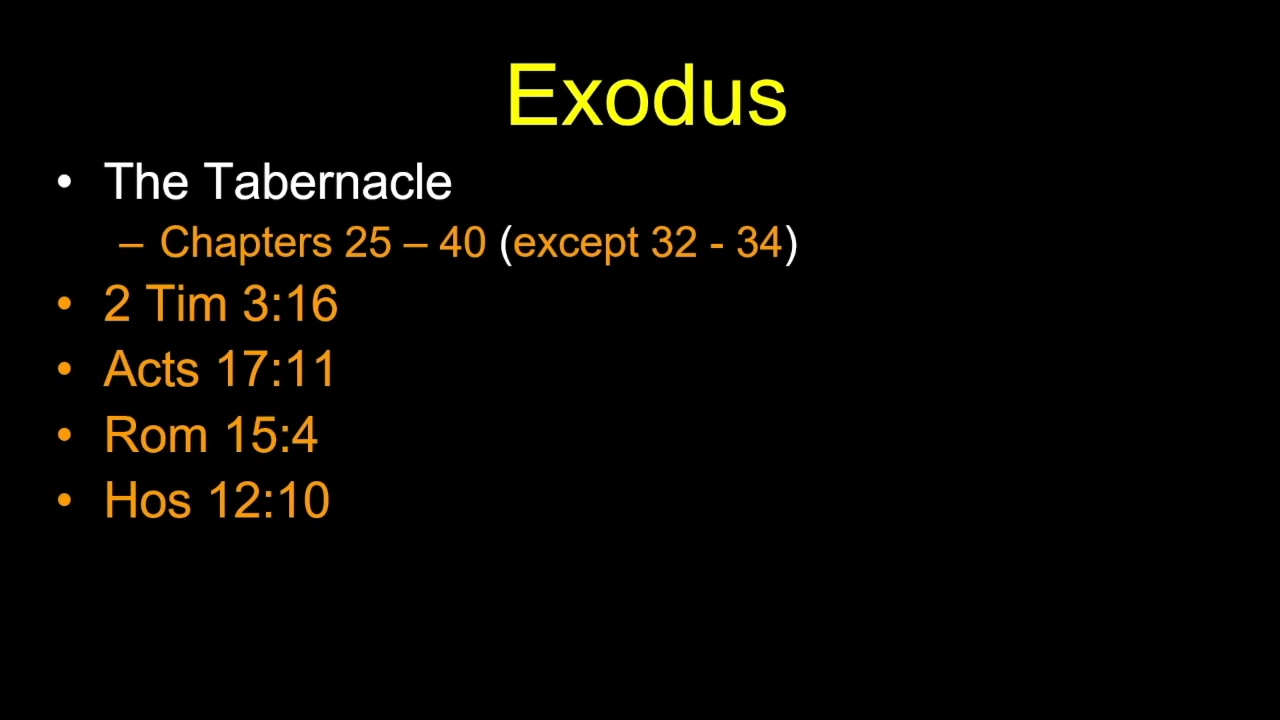 Exodus
• The Tabernacle
– Chapters 25 – 40 (except 32 - 34)
• 2 Tim 3:16
• Acts 17:11
• Rom 15:4
• Hos 12:10